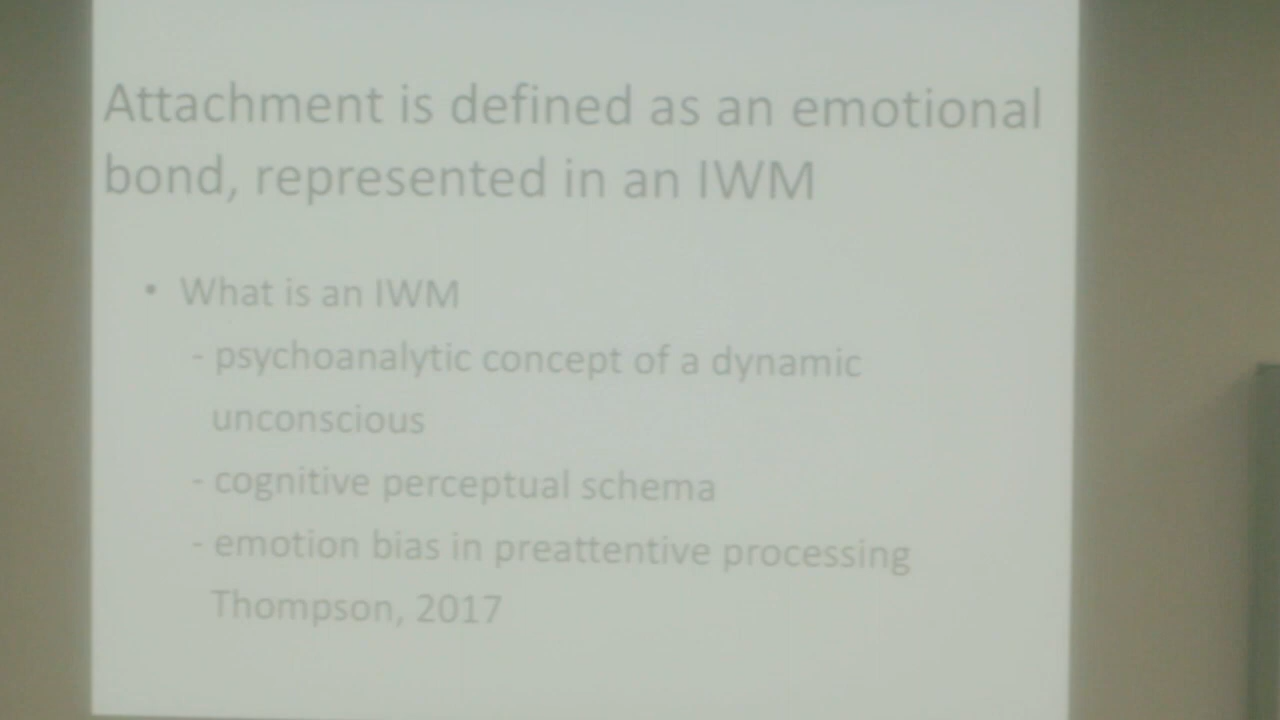 Attachment is defined as an emotional
bond, represented in an IWM
• What is an IWM
- psychoanalytic concept of a dynamic
unconscious
- cognitive perceptual schema
- emotion bias in preattentive processing
Thompson, 2017